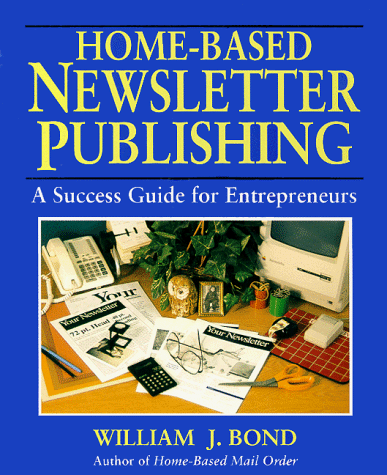 HOME-BASED
NEWSLETTER
PUBLISHING
A Success Guide for Entrepreneurs
Your
Your Newsletter
72 pt. Head
Your Newsletter
WILLIAM J. BOND
Author of Home-Based Mail Order